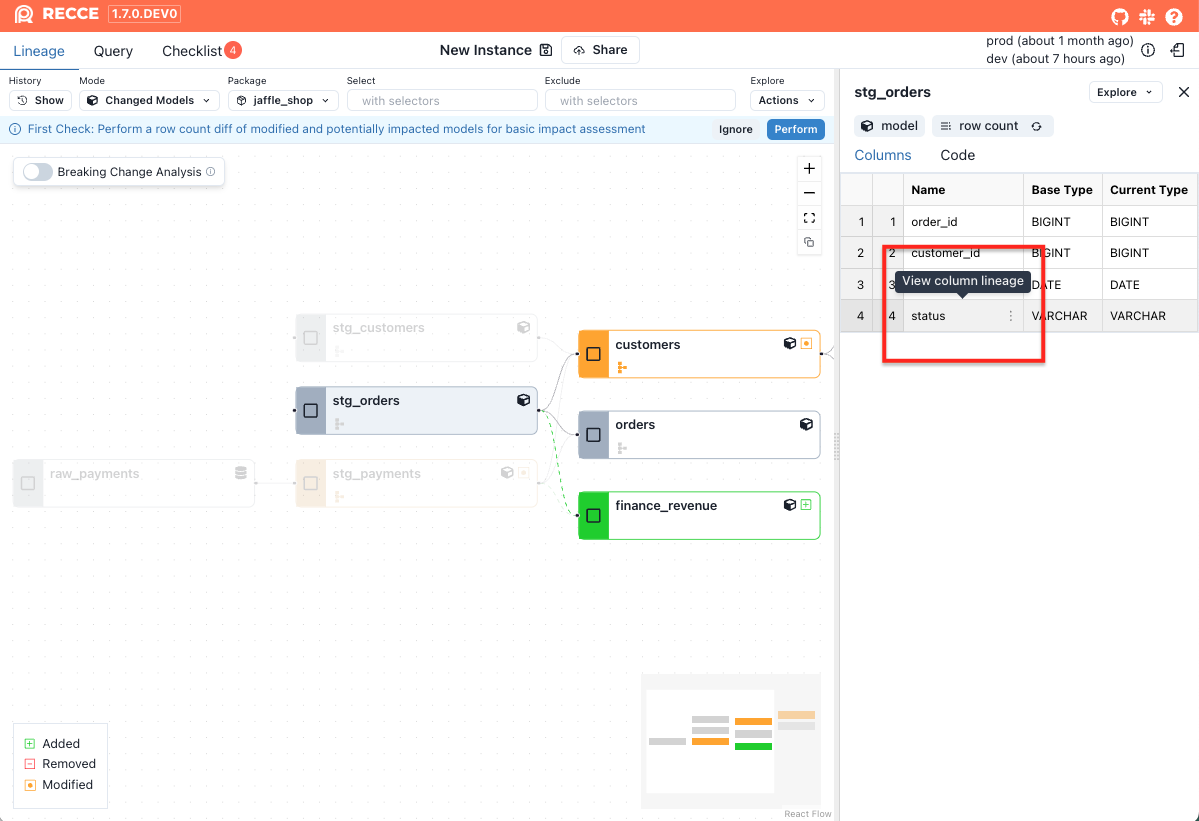 RECCE 1.7.0.DEV0
Lineage Query Checklist 4 New Instance Share prod (about 1 month ago)
dev (about 7 hours ago)
History Mode Package Select Exclude Explore
Show Changed Models jaffle_shop with selectors with selectors Actions
First Check: Perform a row count diff of modified and potentially impacted models for basic impact assessment Ignore Perform
Breaking Change Analysis
stg_customers
customers
stg_orders
orders
raw_payments stg_payments
finance_revenue
Added
Removed
Modified
React Flow
stg_orders Explore
model row count
Columns Code
Name Base Type Current Type
1 1 order_id BIGINT BIGINT
2 2 customer_id BIGINT BIGINT
3 3 View column lineage DATE DATE
4 4 status VARCHAR VARCHAR